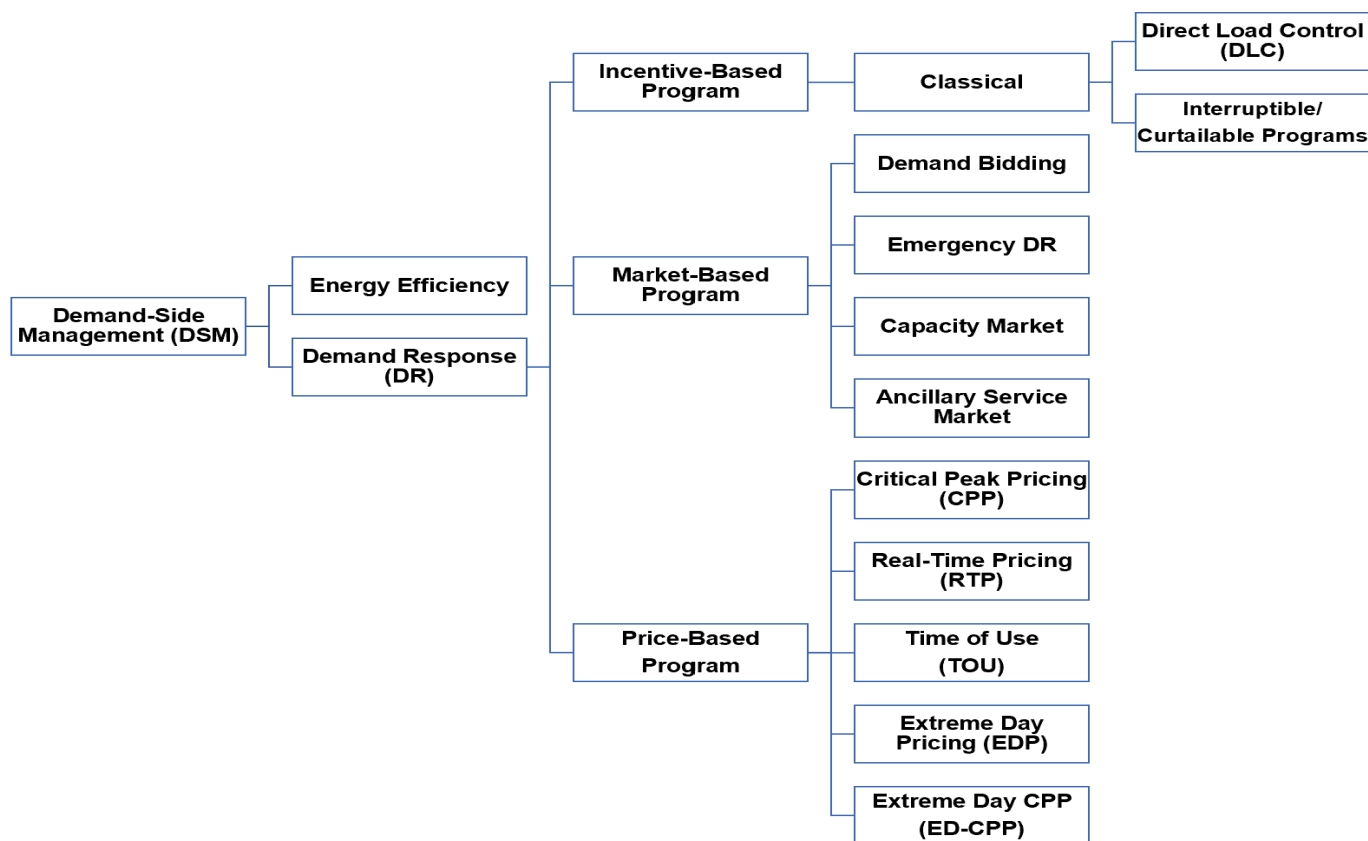 Demand-Side
Management (DSM)
Energy Efficiency
Demand Response
(DR)
Incentive-Based
Program
Market-Based
Program
Price-Based
Program
Classical
Demand Bidding
Emergency DR
Capacity Market
Ancillary Service
Market
Critical Peak Pricing
(CPP)
Real-Time Pricing
(RTP)
Time of Use
(TOU)
Extreme Day
Pricing (EDP)
Extreme Day CPP
(ED-CPP)
Direct Load Control
(DLC)
Interruptible/
Curtailable Programs